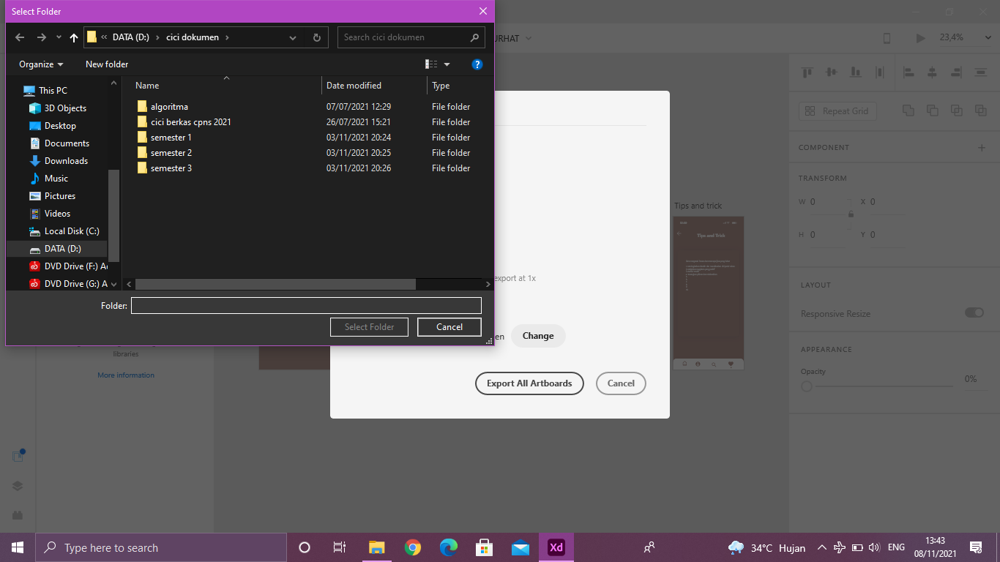 Select Folder
DATA (D:) cici dokumen
Search cici dokumen
URHAT
23,4%
Organize
New folder
Name Date modified Type
This PC
3D Objects
Desktop
Documents
Downloads
Music
Pictures
Videos
Local Disk (C:)
DATA (D:)
DVD Drive (F:) A
DVD Drive (G:) A
algoritma 07/07/2021 12:29 File folder
cici berkas cpns 2021 26/07/2021 15:21 File folder
semester 1 03/11/2021 20:24 File folder
semester 2 03/11/2021 20:25 File folder
semester 3 03/11/2021 20:26 File folder
Folder:
Select Folder
Cancel
export at 1x
en
Change
Export All Artboards
Cancel
libraries
More information
Tips and trick
Tips and Trick
Repeat Grid
COMPONENT
TRANSFORM
W 0 X 0
H 0 Y 0
LAYOUT
Responsive Resize
APPEARANCE
Opacity
0%
Type here to search
Xd
34°C Hujan
ENG
13:43
08/11/2021